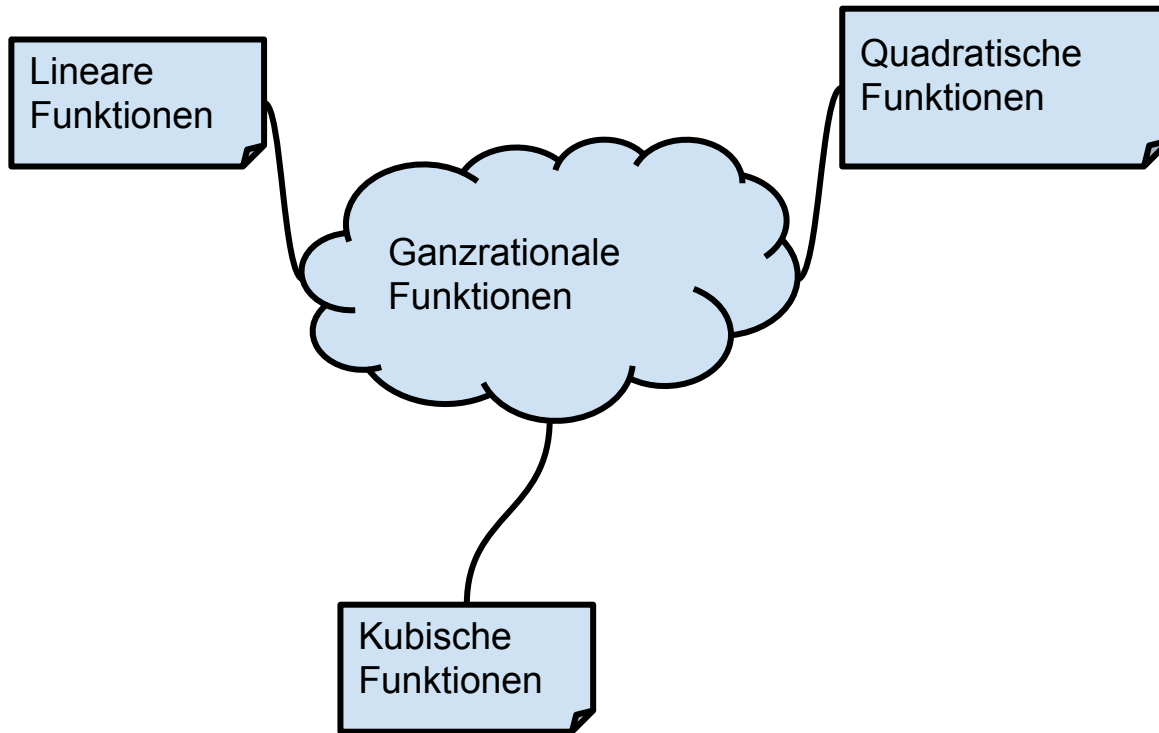 Lineare
Funktionen
Quadratische
Funktionen
Ganzrationale
Funktionen
Kubische
Funktionen